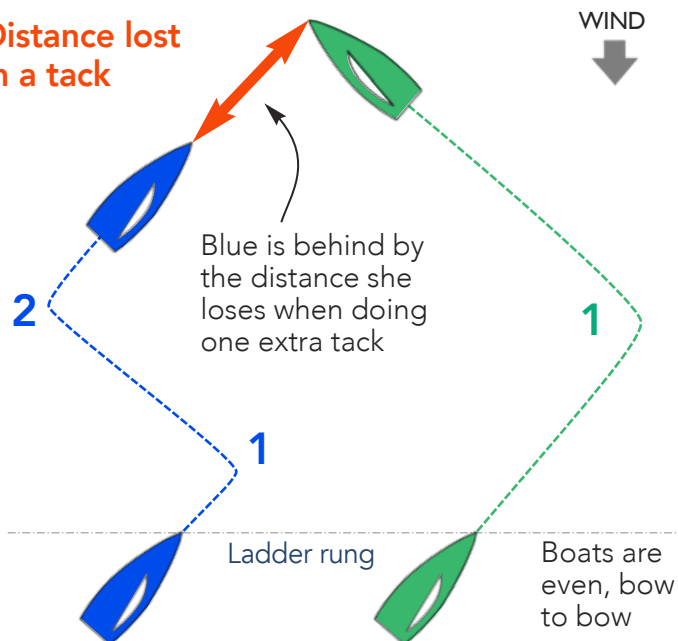 Distance lost
n a tack
WIND
Blue is behind by
the distance she
loses when doing
one extra tack
2
1
1
Ladder rung
Boats are
even, bow
to bow